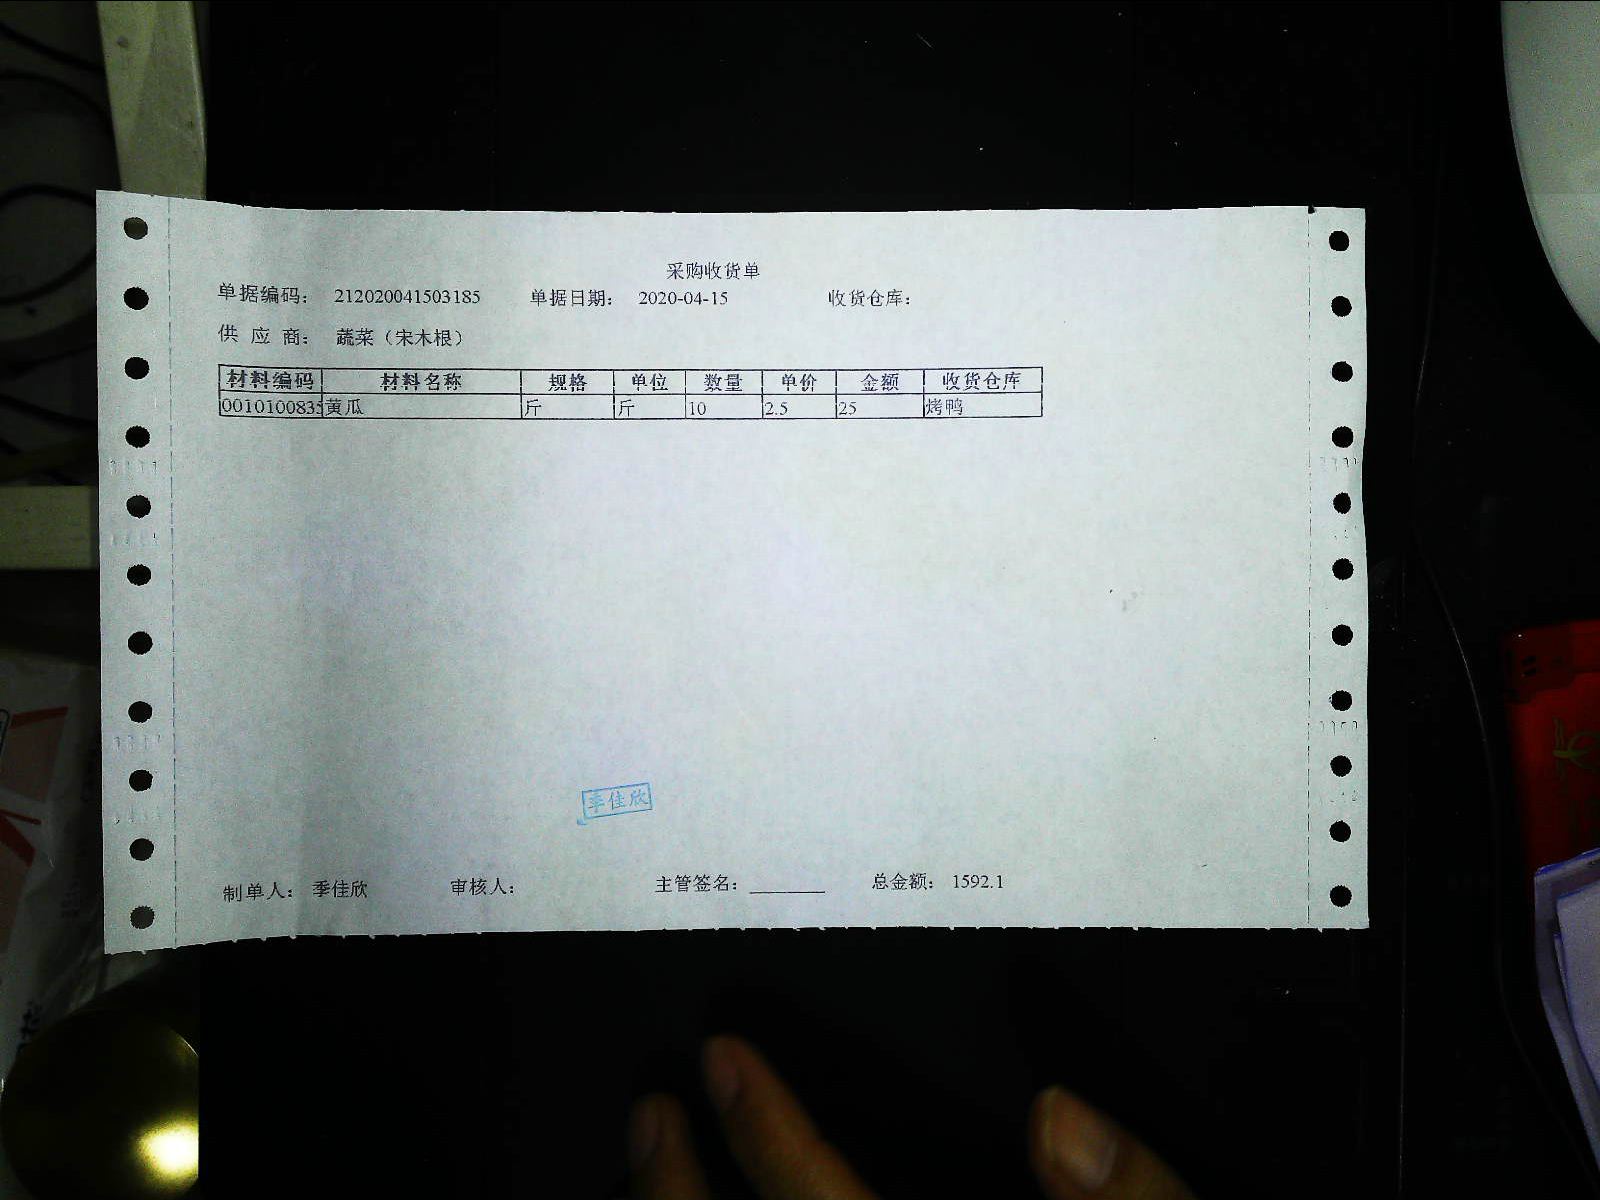 采购收货单
单据编码： 212020041503185 单据日期： 2020-04-15 收货仓库：
供 应 商： 蔬菜（宋木根）
材料编码 材料名称 规格 单位 数量 单价 金额 收货仓库
0010100835 黄瓜 斤 斤 10 2.5 25 烤鸭
季佳欣
制单人： 季佳欣 审核人： 主管签名：________ 总金额： 1592.1